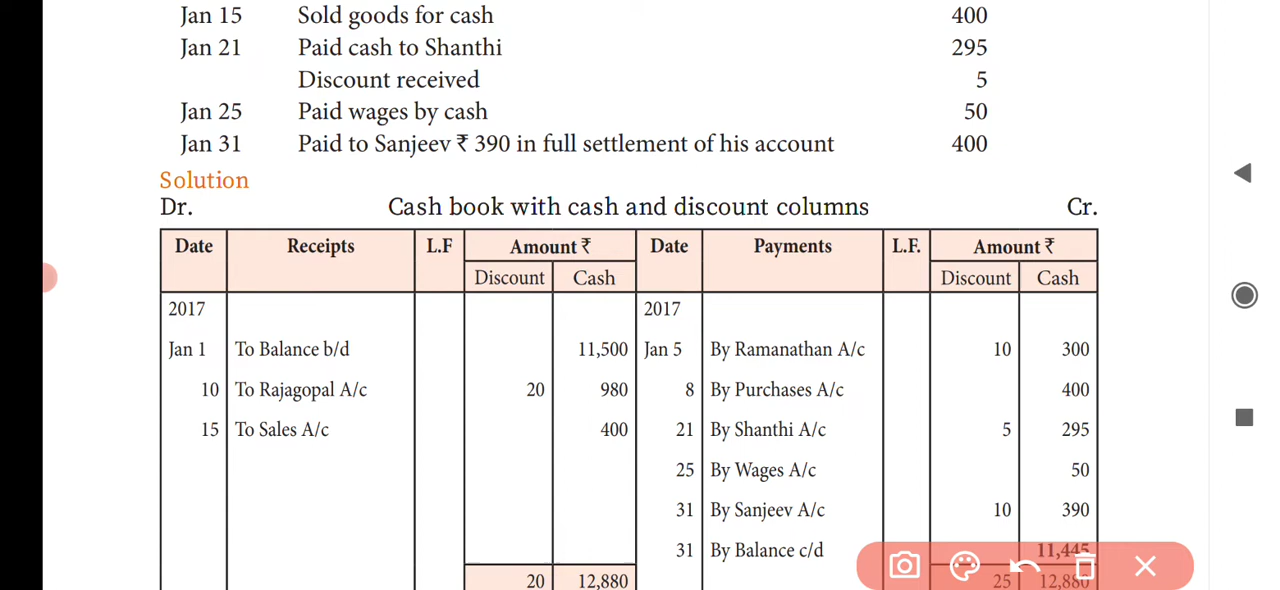 Jan 15 Sold goods for cash 400
Jan 21 Paid cash to Shanthi 295
Discount received 5
Jan 25 Paid wages by cash 50
Jan 31 Paid to Sanjeev ₹ 390 in full settlement of his account 400
Solution
Dr. Cash book with cash and discount columns Cr.
Date Receipts L.F Amount ₹ Date Payments L.F. Amount ₹
Discount Cash Discount Cash
2017 2017
Jan 1 To Balance b/d 11,500 Jan 5 By Ramanathan A/c 10 300
10 To Rajagopal A/c 20 980 8 By Purchases A/c 400
15 To Sales A/c 400 21 By Shanthi A/c 5 295
25 By Wages A/c 50
31 By Sanjeev A/c 10 390
31 By Balance c/d 11,445
20 12,880 25 12,880